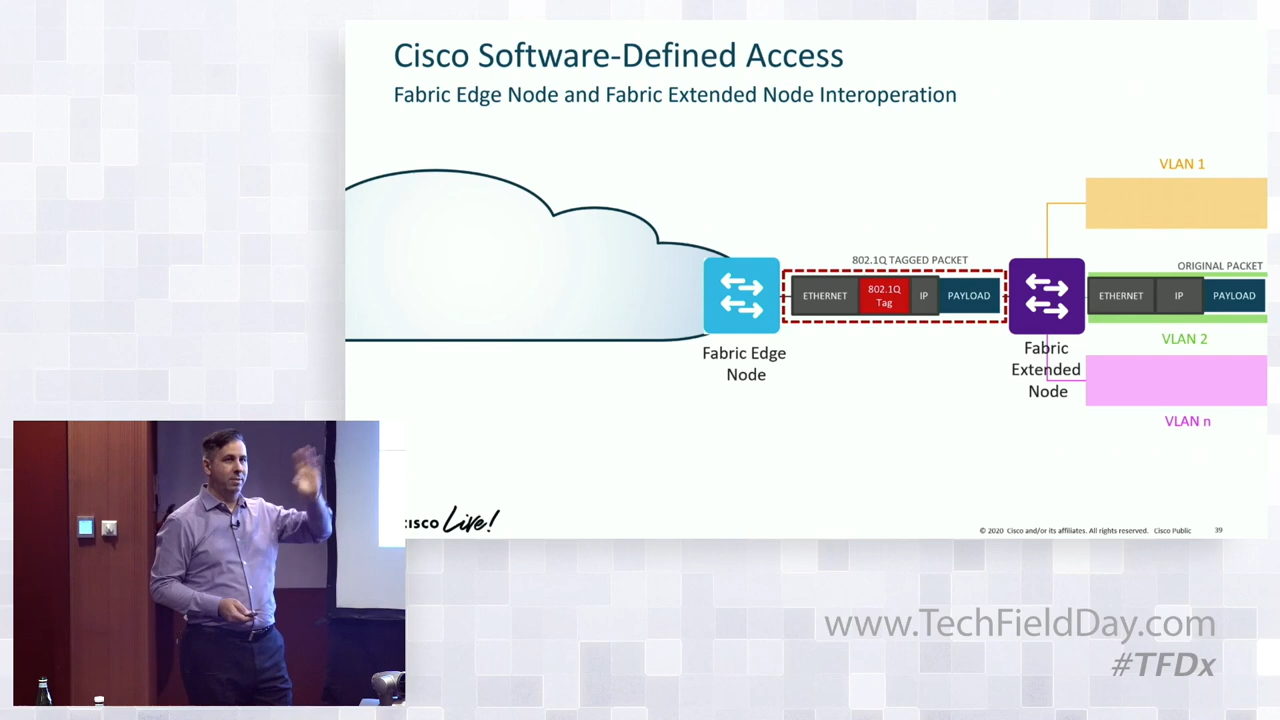 Cisco Software-Defined Access
Fabric Edge Node and Fabric Extended Node Interoperation
VLAN 1
802.1Q TAGGED PACKET
ORIGINAL PACKET
ETHERNET
802.1Q
Tag
IP
PAYLOAD
ETHERNET
IP
PAYLOAD
Fabric Edge
Node
Fabric
Extended
Node
VLAN 2
VLAN n
cisco Live!
© 2020 Cisco and/or its affiliates. All rights reserved. Cisco Public
39
www.TechFieldDay.com
#TFDx